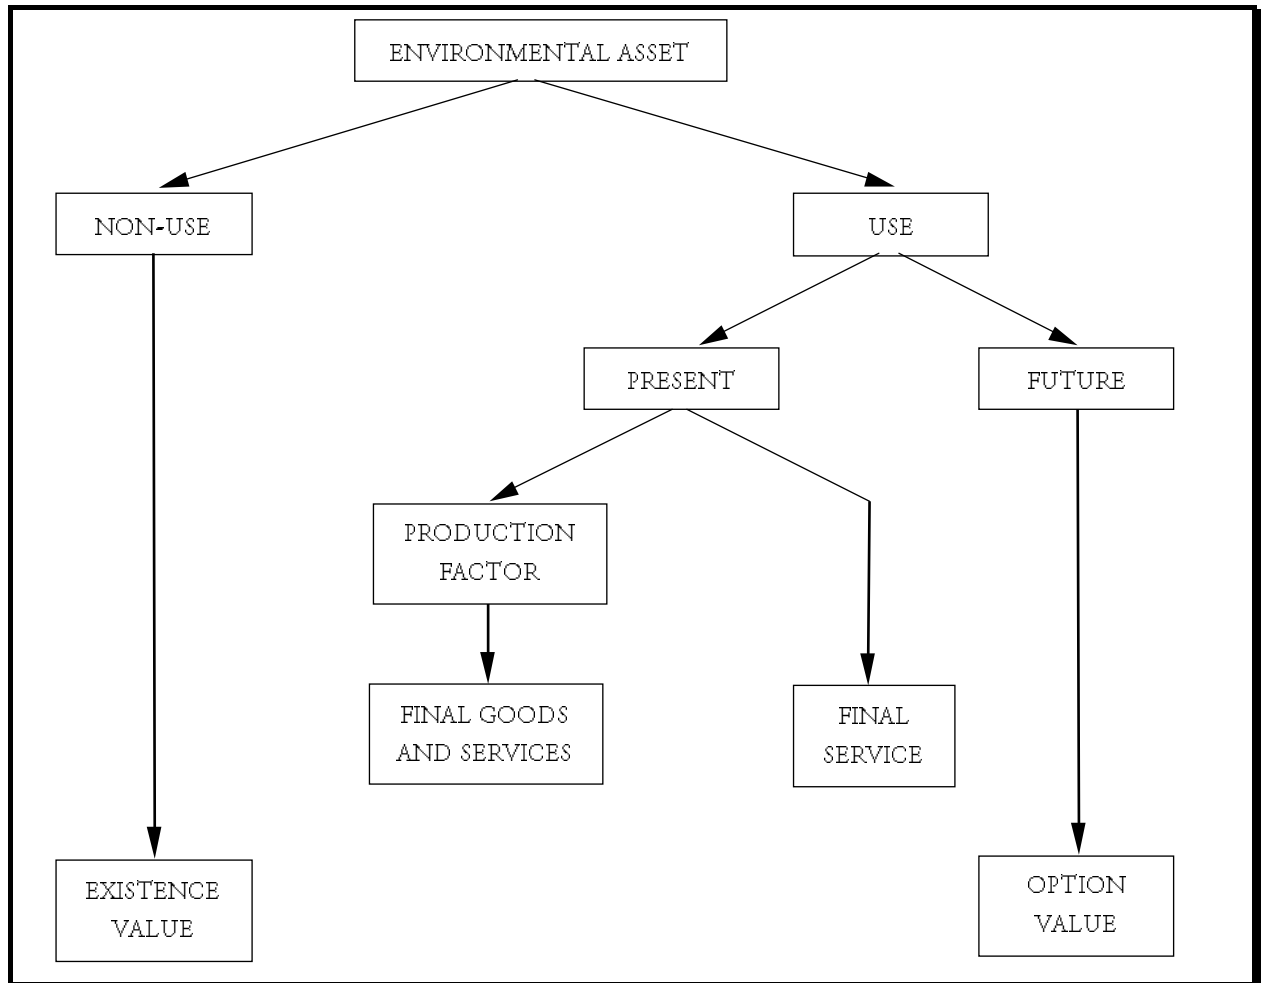 ENVIRONMENTAL ASSET
NON-USE
USE
PRESENT
FUTURE
PRODUCTION
FACTOR
FINAL GOODS
AND SERVICES
FINAL
SERVICE
EXISTENCE
VALUE
OPTION
VALUE